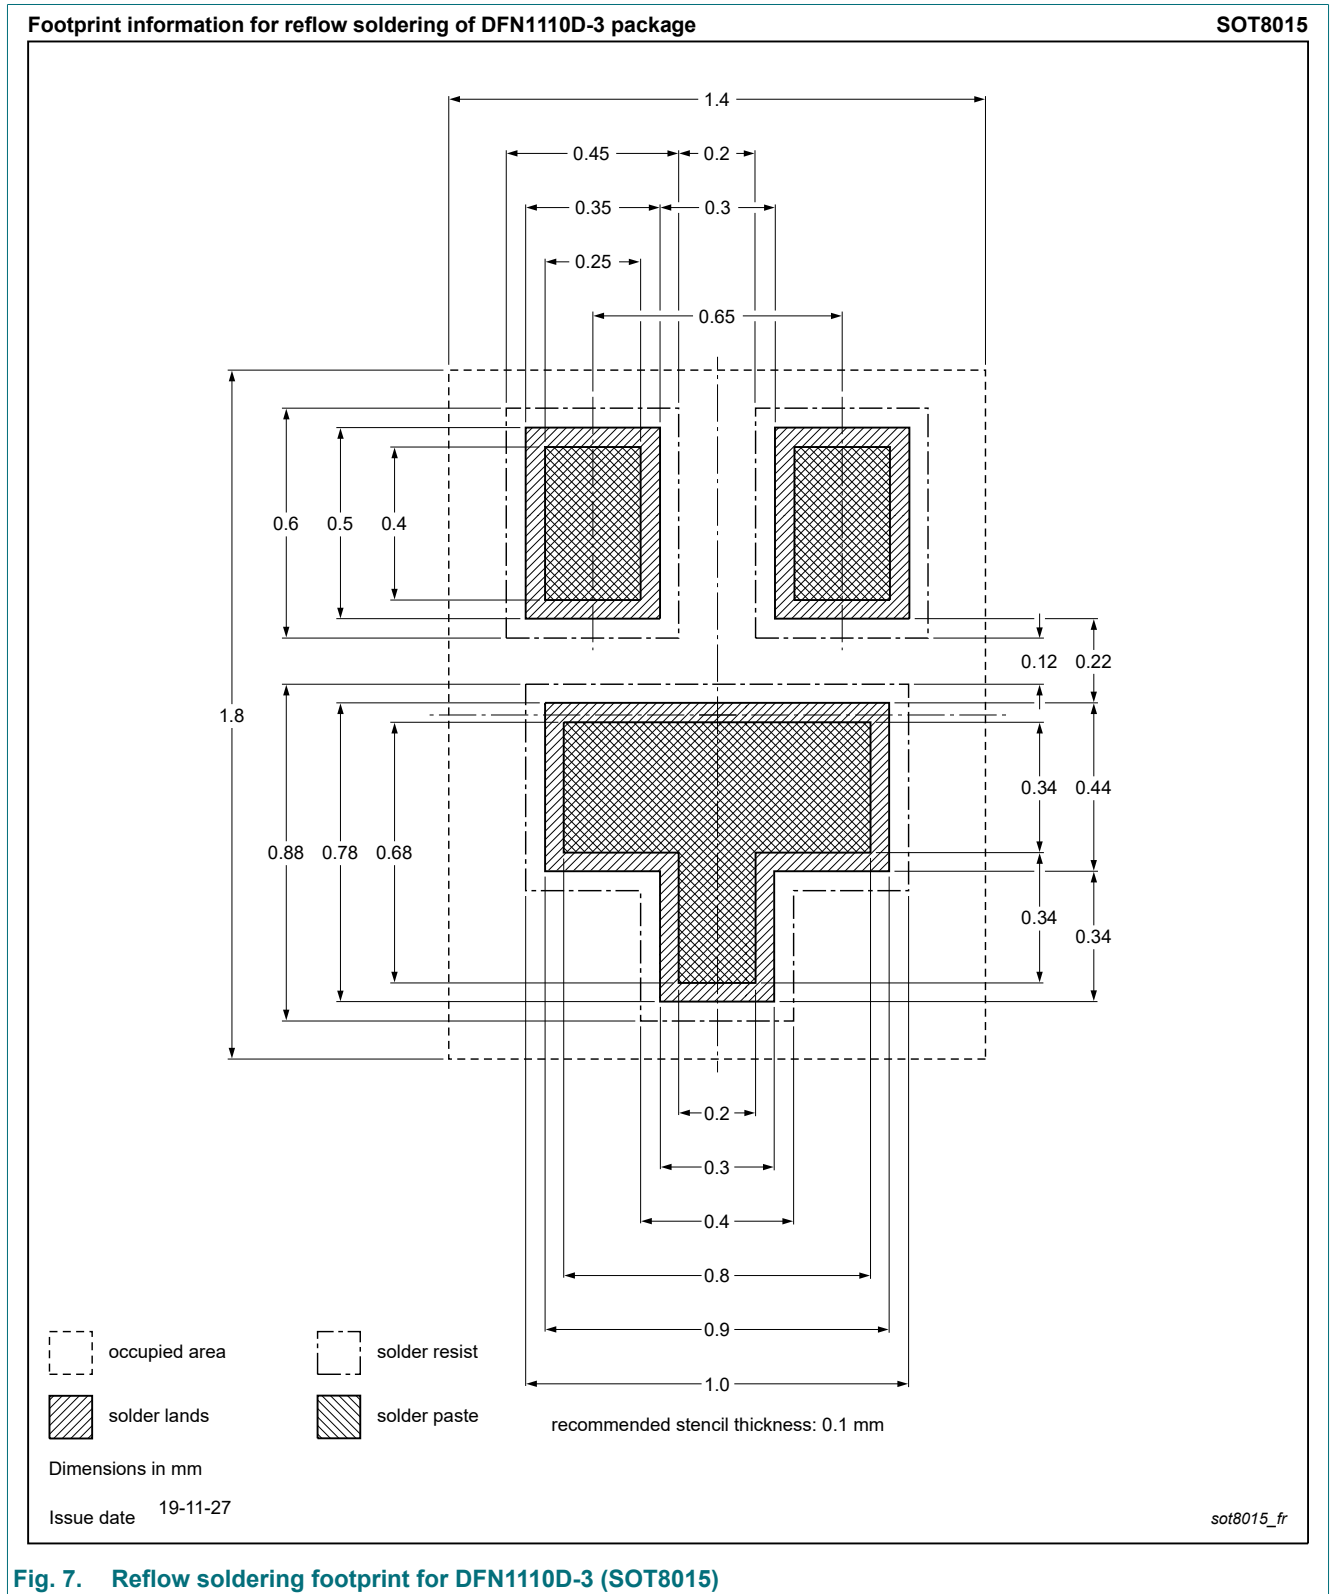 Footprint information for reflow soldering of DFN1110D-3 package SOT8015
1.4
0.45 0.2
0.35 0.3
0.25
0.65
0.6 0.5 0.4
0.12 0.22
1.8
0.34 0.44
0.88 0.78 0.68
0.34
0.34
0.2
0.3
0.4
0.8
0.9
1.0
occupied area solder resist
solder lands solder paste
recommended stencil thickness: 0.1 mm
Dimensions in mm
Issue date 19-11-27
sot8015_fr
Fig. 7. Reflow soldering footprint for DFN1110D-3 (SOT8015)